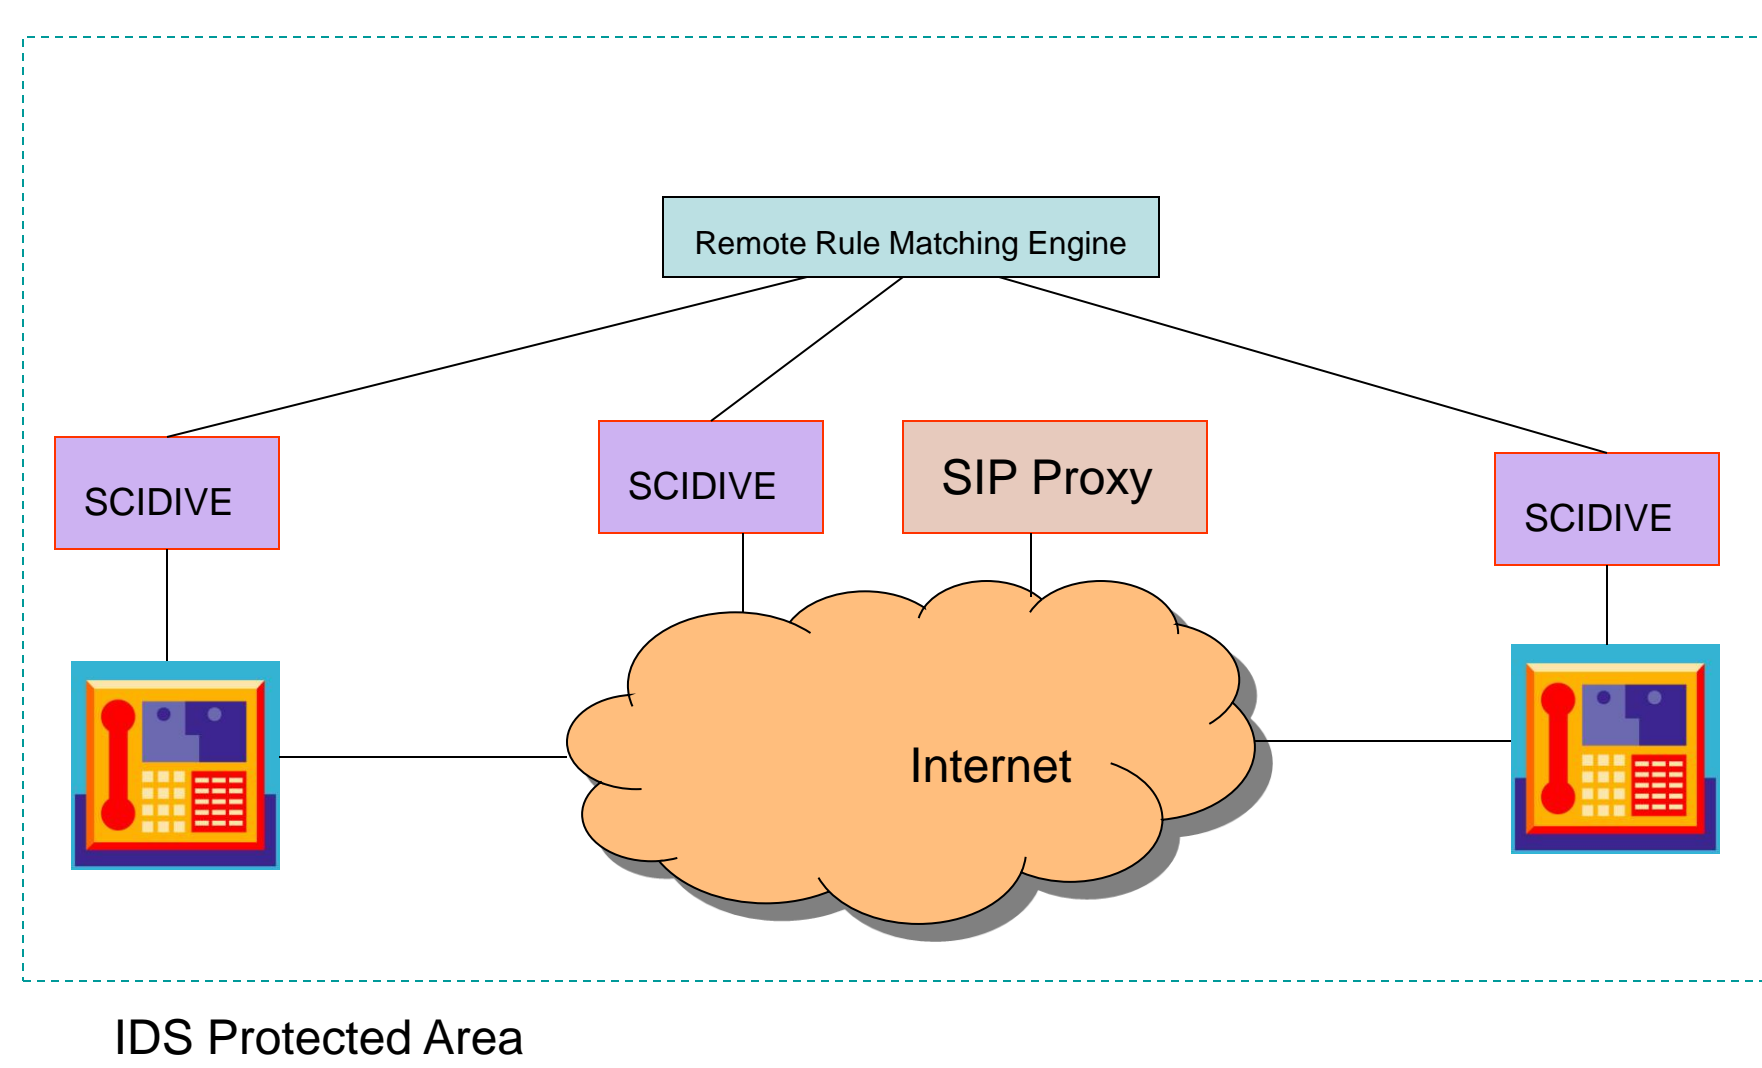 Remote Rule Matching Engine
SCIDIVE
SCIDIVE
SIP Proxy
SCIDIVE
Internet
IDS Protected Area